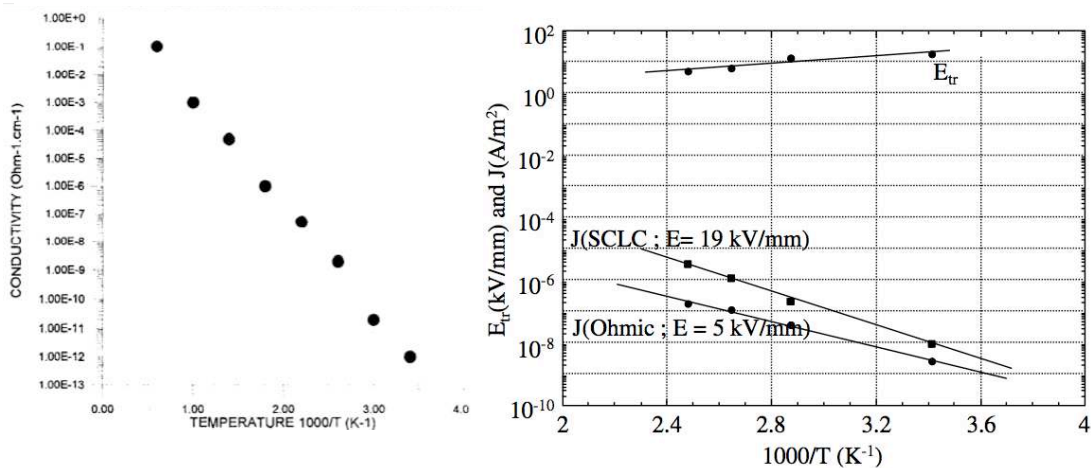 CONDUCTIVITY (Ohm-1.cm-1)
1.00E+0
1.00E-1
1.00E-2
1.00E-3
1.00E-4
1.00E-5
1.00E-6
1.00E-7
1.00E-8
1.00E-9
1.00E-10
1.00E-11
1.00E-12
1.00E-13
0.00 1.00 2.00 3.00 4.0
TEMPERATURE 1000/T (K-1)
E_tr(kV/mm) and J(A/m²)
10²
10⁰
10⁻²
10⁻⁴
10⁻⁶
10⁻⁸
10⁻¹⁰
E_tr
J(SCLC ; E= 19 kV/mm)
J(Ohmic ; E = 5 kV/mm)
2 2.4 2.8 3.2 3.6 4
1000/T (K⁻¹)